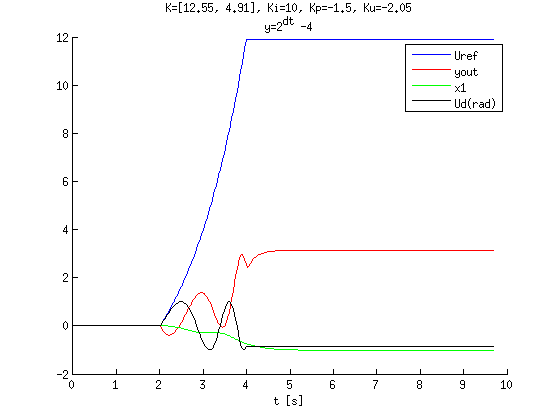 K=[12.55, 4.91], Ki=10, Kp=-1.5, Ku=-2.05
y=2^dt -4
12
10
8
6
4
2
0
-2
Uref
yout
x1
Ud(rad)
0 1 2 3 4 5 6 7 8 9 10
t [s]